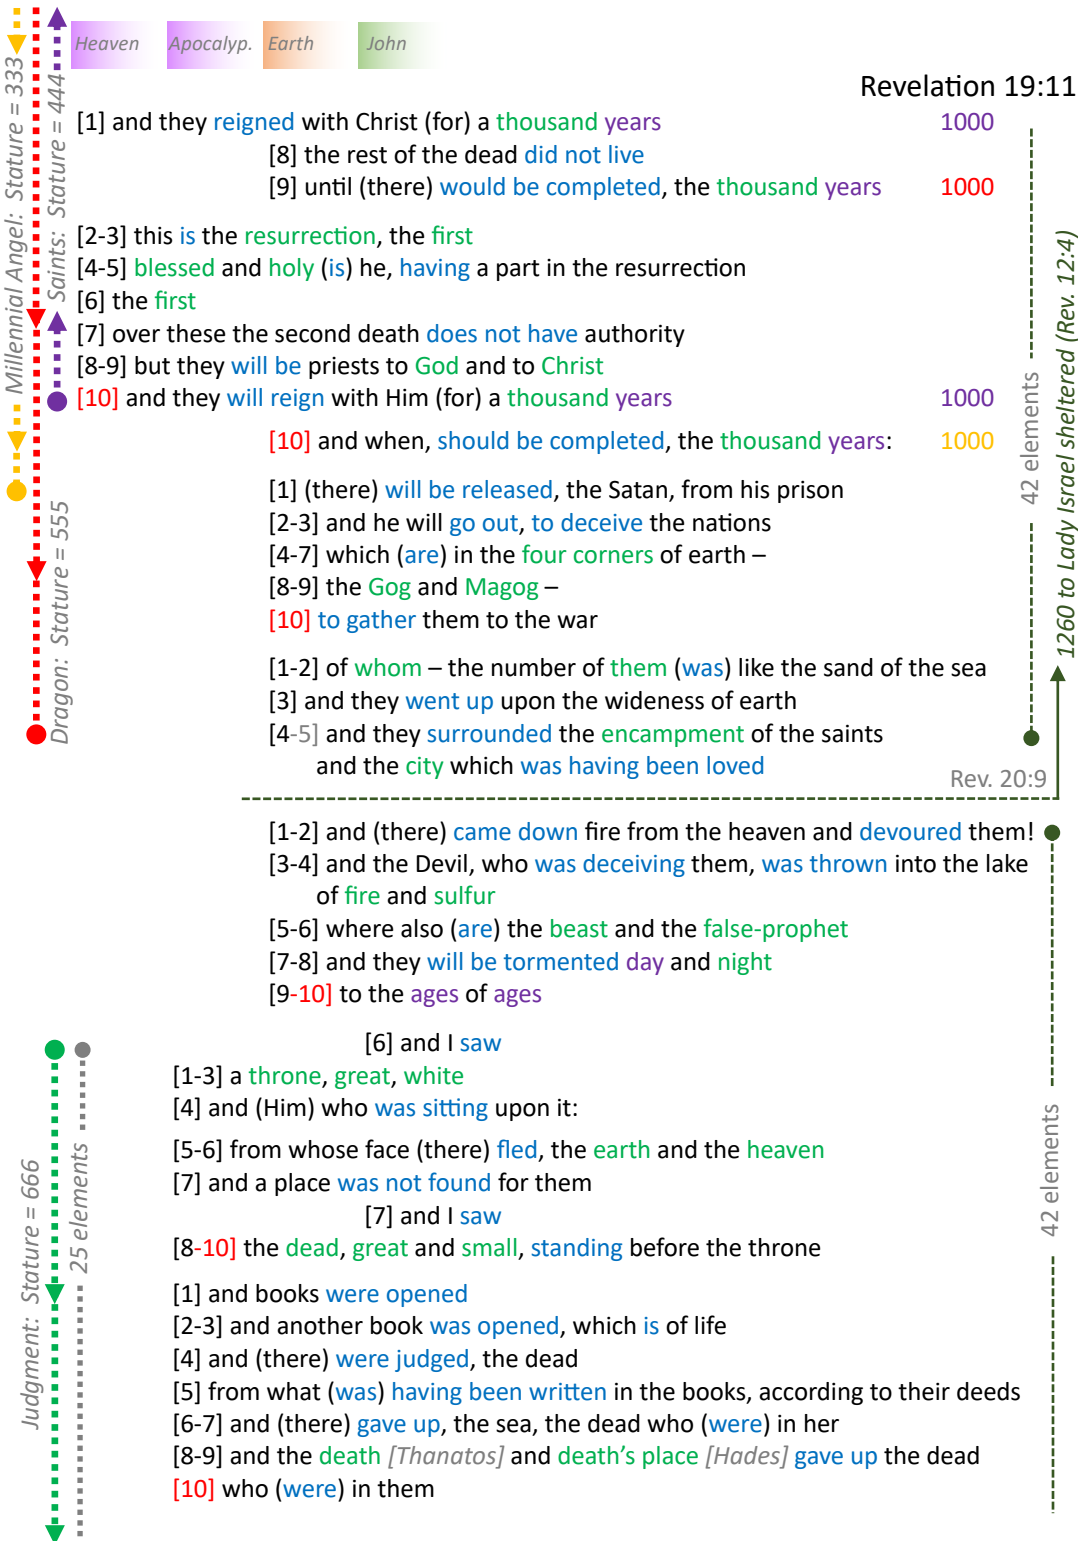 Heaven
Apocalyp.
Earth
John
Revelation 19:11
Millennial Angel:  Stature = 333
Saints:  Stature = 444
[1] and they reigned with Christ (for) a thousand years 1000
[8] the rest of the dead did not live
[9] until (there) would be completed, the thousand years 1000
[2-3] this is the resurrection, the first
[4-5] blessed and holy (is) he, having a part in the resurrection
[6] the first
[7] over these the second death does not have authority
[8-9] but they will be priests to God and to Christ
[10] and they will reign with Him (for) a thousand years 1000
[10] and when, should be completed, the thousand years: 1000
42 elements
1260 to Lady Israel sheltered (Rev. 12:4)
Dragon:  Stature = 555
[1] (there) will be released, the Satan, from his prison
[2-3] and he will go out, to deceive the nations
[4-7] which (are) in the four corners of earth –
[8-9] the Gog and Magog –
[10] to gather them to the war
[1-2] of whom – the number of them (was) like the sand of the sea
[3] and they went up upon the wideness of earth
[4-5] and they surrounded the encampment of the saints
and the city which was having been loved
Rev. 20:9
[1-2] and (there) came down fire from the heaven and devoured them!
[3-4] and the Devil, who was deceiving them, was thrown into the lake
of fire and sulfur
[5-6] where also (are) the beast and the false-prophet
[7-8] and they will be tormented day and night
[9-10] to the ages of ages
[6] and I saw
[1-3] a throne, great, white
[4] and (Him) who was sitting upon it:
[5-6] from whose face (there) fled, the earth and the heaven
[7] and a place was not found for them
[7] and I saw
[8-10] the dead, great and small, standing before the throne
Judgment:  Stature = 666
25 elements
42 elements
[1] and books were opened
[2-3] and another book was opened, which is of life
[4] and (there) were judged, the dead
[5] from what (was) having been written in the books, according to their deeds
[6-7] and (there) gave up, the sea, the dead who (were) in her
[8-9] and the death [Thanatos] and death's place [Hades] gave up the dead
[10] who (were) in them